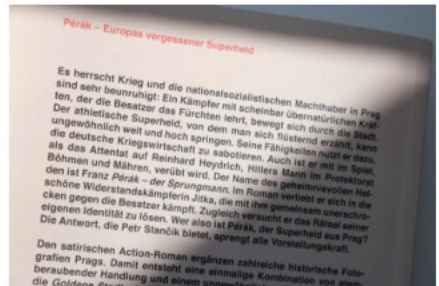 Pérák – Europas vergessener Superheld
Es herrscht Krieg und die nationalsozialistischen Machthaber in Prag
sind sehr beunruhigt: Ein Kämpfer mit scheinbar übernatürlichen Kräf-
ten, der die Besatzer das Fürchten lehrt, bewegt sich durch die Stadt.
Der athletische Superheld, von dem man sich flüsternd erzählt, kann
ungewöhnlich weit und hoch springen. Seine Fähigkeiten nutzt er dazu,
die deutsche Kriegswirtschaft zu sabotieren. Auch ist er mit im Spiel,
als das Attentat auf Reinhard Heydrich, Hitlers Mann im Protektorat
Böhmen und Mähren, verübt wird. Der Name des geheimnisvollen Hel-
den ist Franz Pérák – der Sprungmann. Im Roman verliebt er sich in die
schöne Widerstandskämpferin Jitka, die mit ihm gemeinsam unerschro-
cken gegen die Besatzer kämpft. Zugleich versucht er das Rätsel seiner
eigenen Identität zu lösen. Wer also ist Pérák, der Superheld aus Prag?
Die Antwort, die Petr Stančík bietet, sprengt alle Vorstellungskraft.
Den satirischen Action-Roman ergänzen zahlreiche historische Foto-
grafien Prags. Damit entsteht eine einmalige Kombination von atem-
beraubender Handlung und einem
die Goldene